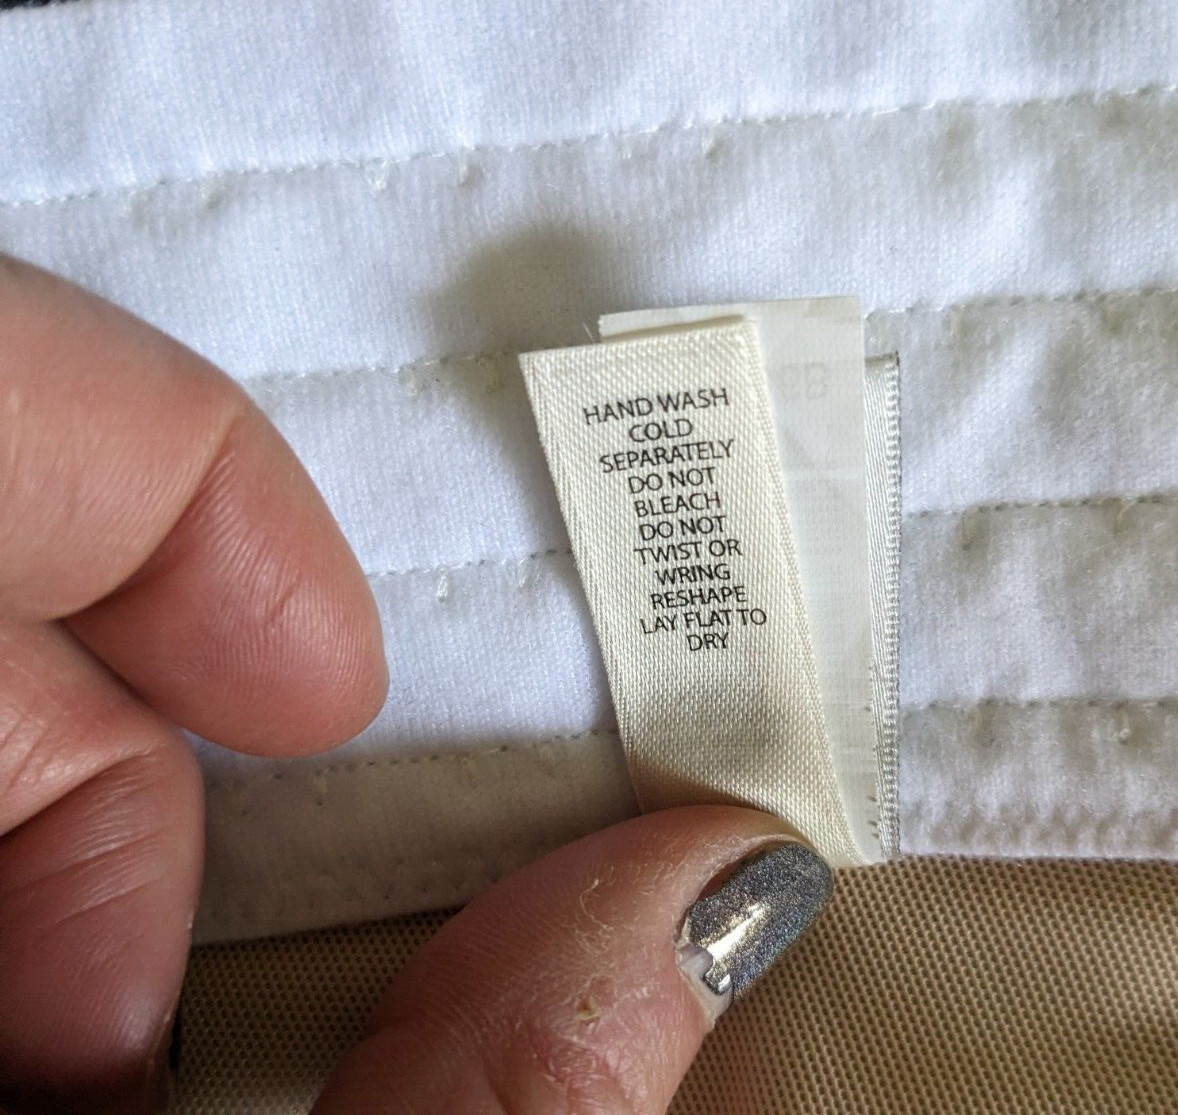 HAND WASH
COLD
SEPARATELY
DO NOT
BLEACH
DO NOT
TWIST OR
WRING
RESHAPE
LAY FLAT TO
DRY